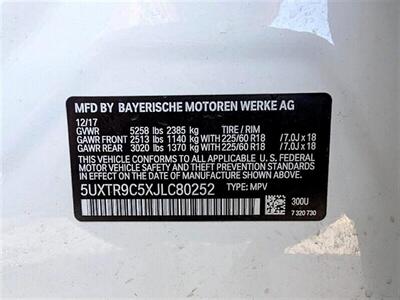 MFD BY BAYERISCHE MOTOREN WERKE AG
12/17
GVWR 5258 lbs 2385 kg TIRE / RIM
GAWR FRONT 2513 lbs 1140 kg WITH 225/60 R18 /7.0J x 18
GAWR REAR 3020 lbs 1370 kg WITH 225/60 R18 /7.0J x 18
THIS VEHICLE CONFORMS TO ALL APPLICABLE FEDERAL MOTOR
VEHICLE SAFETY STANDARDS IN EFFECT ON THE DATE OF MANUFACTURE SHOWN ABOVE
5UXTR9C5XJLC80252 TYPE: MPV
300U
7 320 730